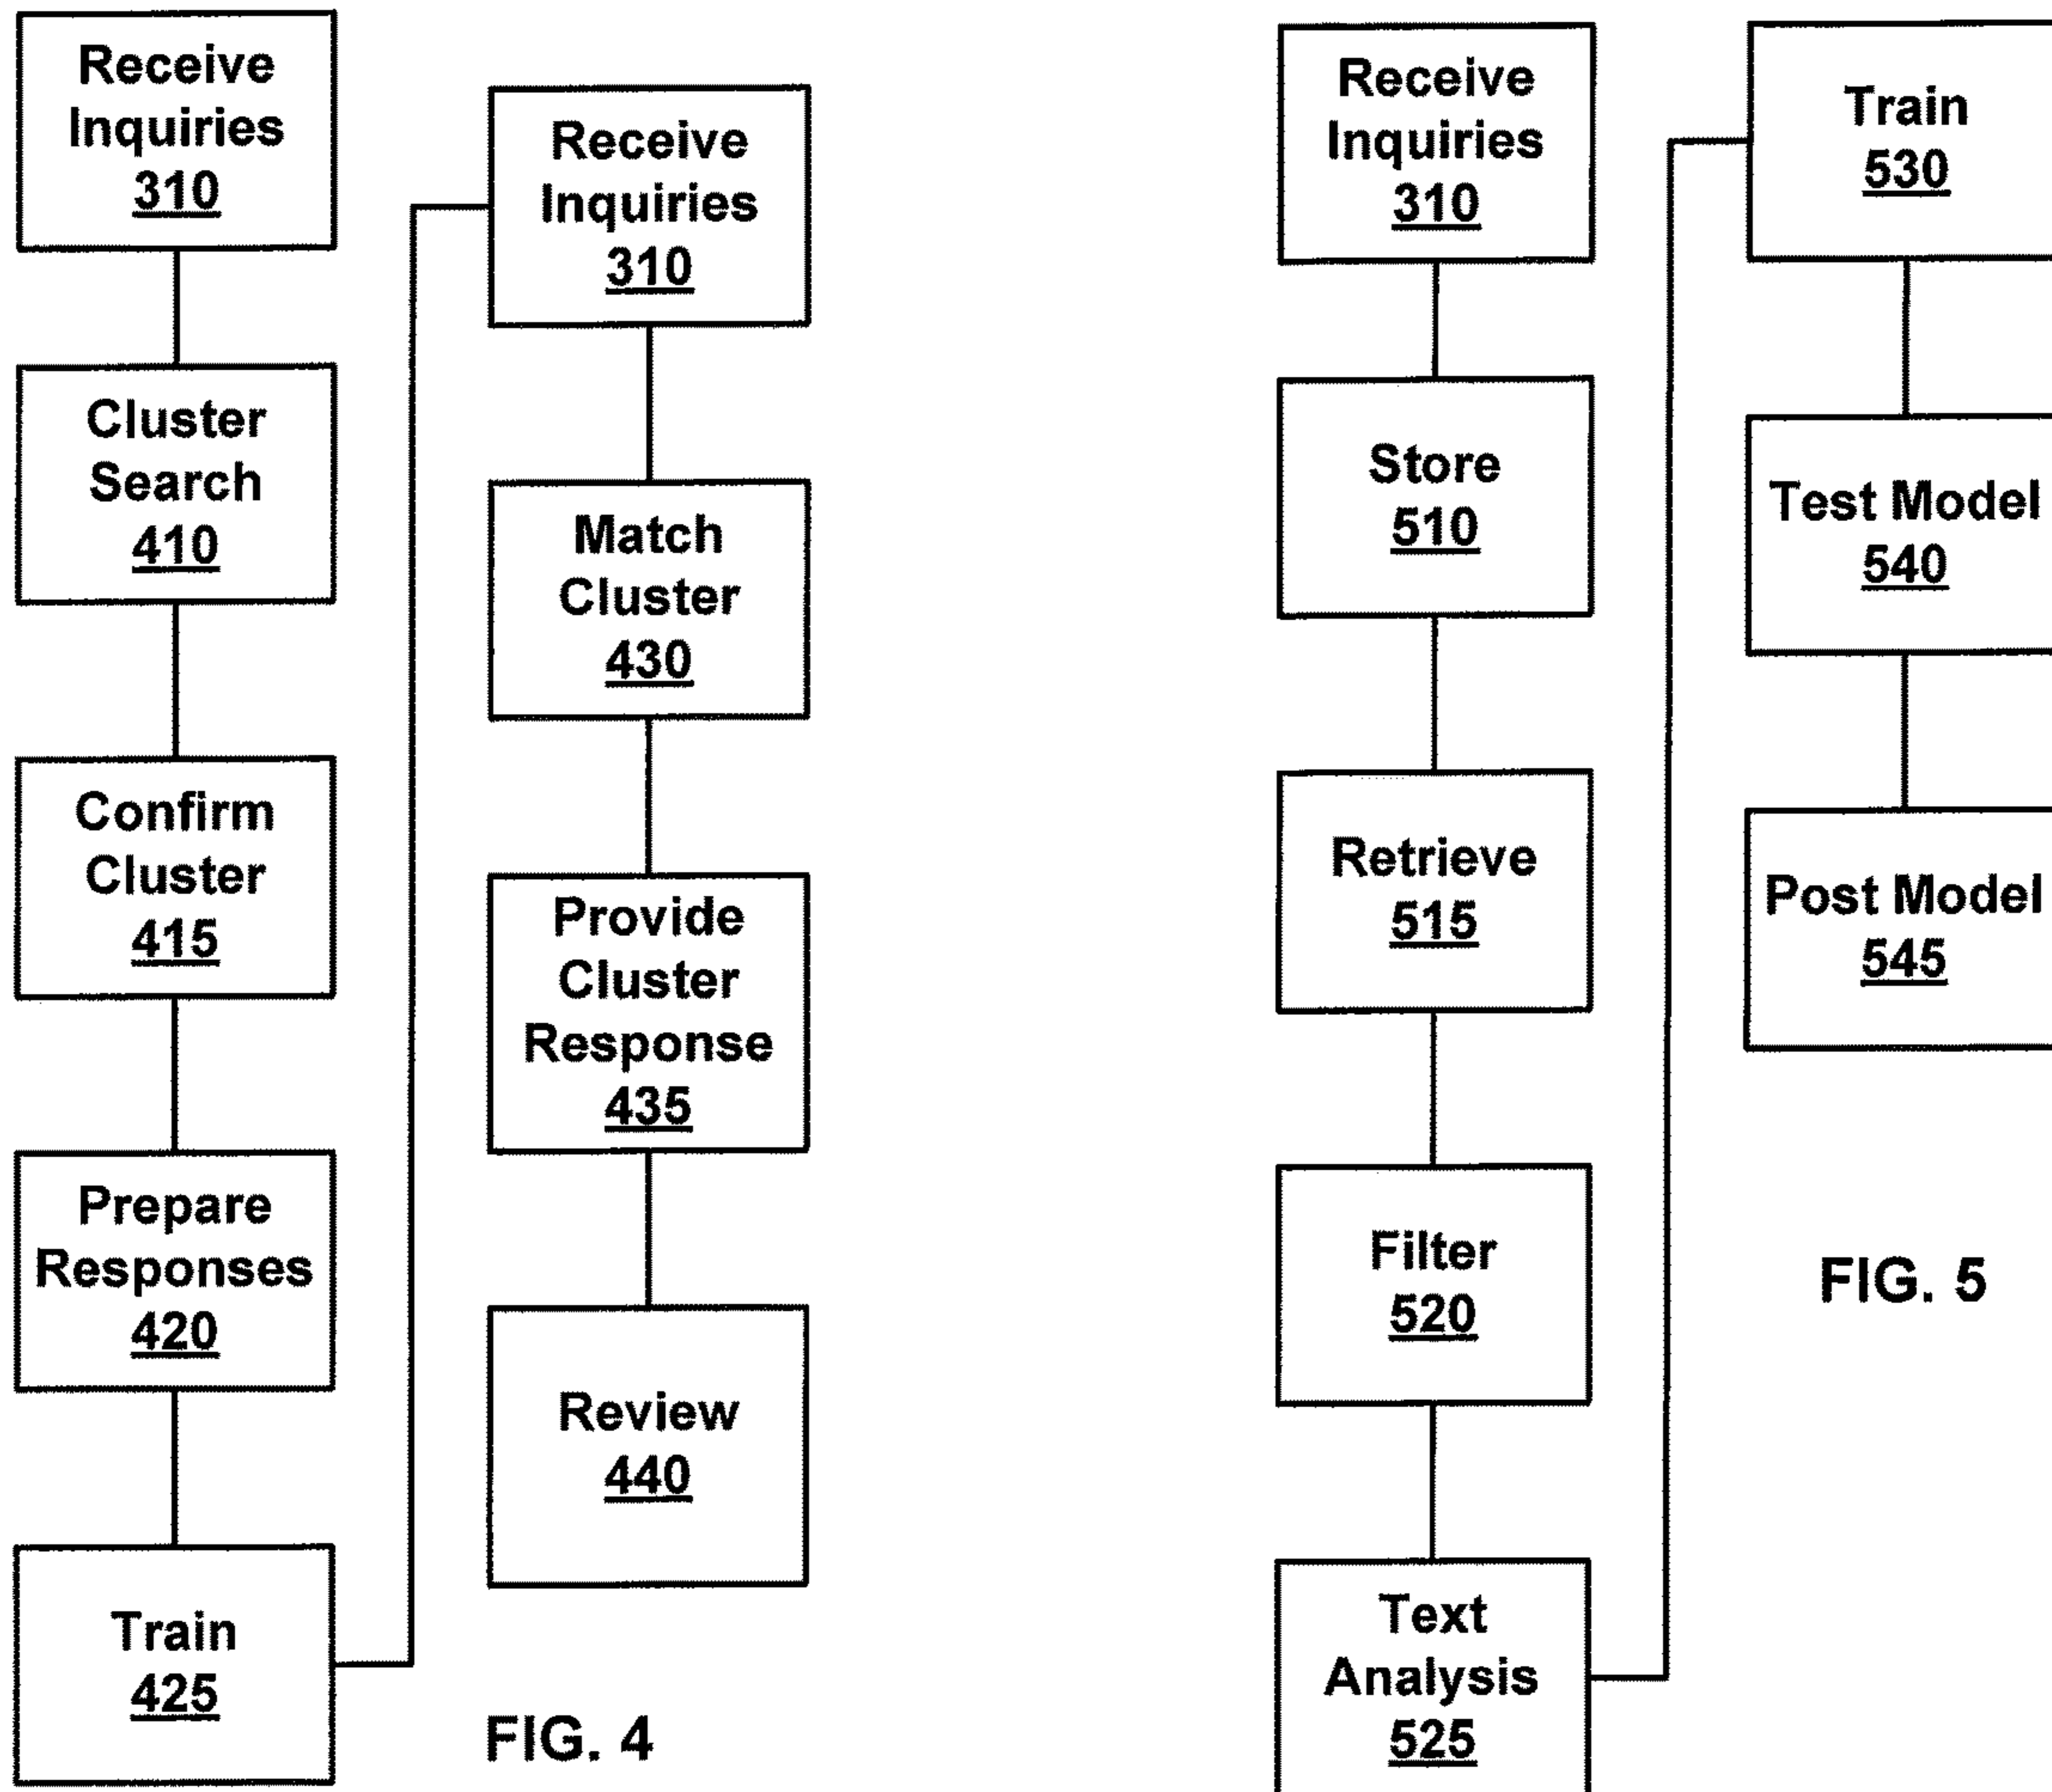 Receive
Inquiries
310
Cluster
Search
410
Confirm
Cluster
415
Prepare
Responses
420
Train
425
Receive
Inquiries
310
Match
Cluster
430
Provide
Cluster
Response
435
Review
440
FIG. 4
Receive
Inquiries
310
Store
510
Retrieve
515
Filter
520
Text
Analysis
525
Train
530
Test Model
540
Post Model
545
FIG. 5